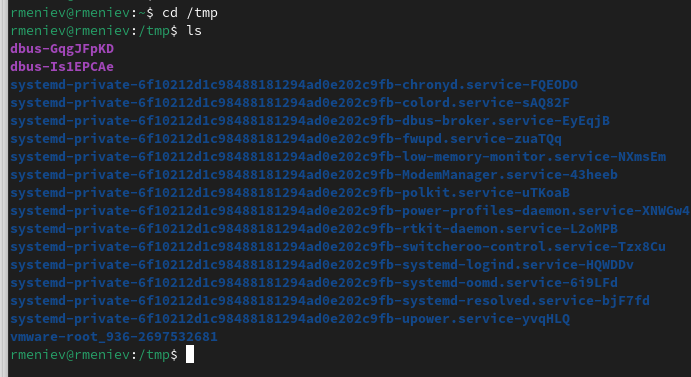 rmeniev@rmeniev:~$ cd /tmp
rmeniev@rmeniev:/tmp$ ls
dbus-GqgJFpKD
dbus-Is1EPCAe
systemd-private-6f10212d1c98488181294ad0e202c9fb-chronyd.service-FQEODO
systemd-private-6f10212d1c98488181294ad0e202c9fb-colord.service-sAQ82F
systemd-private-6f10212d1c98488181294ad0e202c9fb-dbus-broker.service-EyEqjB
systemd-private-6f10212d1c98488181294ad0e202c9fb-fwupd.service-zuaTQq
systemd-private-6f10212d1c98488181294ad0e202c9fb-low-memory-monitor.service-NXmsEm
systemd-private-6f10212d1c98488181294ad0e202c9fb-ModemManager.service-43heeb
systemd-private-6f10212d1c98488181294ad0e202c9fb-polkit.service-uTKoaB
systemd-private-6f10212d1c98488181294ad0e202c9fb-power-profiles-daemon.service-XNWGw4
systemd-private-6f10212d1c98488181294ad0e202c9fb-rtkit-daemon.service-L2oMPB
systemd-private-6f10212d1c98488181294ad0e202c9fb-switcheroo-control.service-Tzx8Cu
systemd-private-6f10212d1c98488181294ad0e202c9fb-systemd-logind.service-HQWDDv
systemd-private-6f10212d1c98488181294ad0e202c9fb-systemd-oomd.service-6i9LFd
systemd-private-6f10212d1c98488181294ad0e202c9fb-systemd-resolved.service-bjF7fd
systemd-private-6f10212d1c98488181294ad0e202c9fb-upower.service-yvqHLQ
vmware-root_936-2697532681
rmeniev@rmeniev:/tmp$